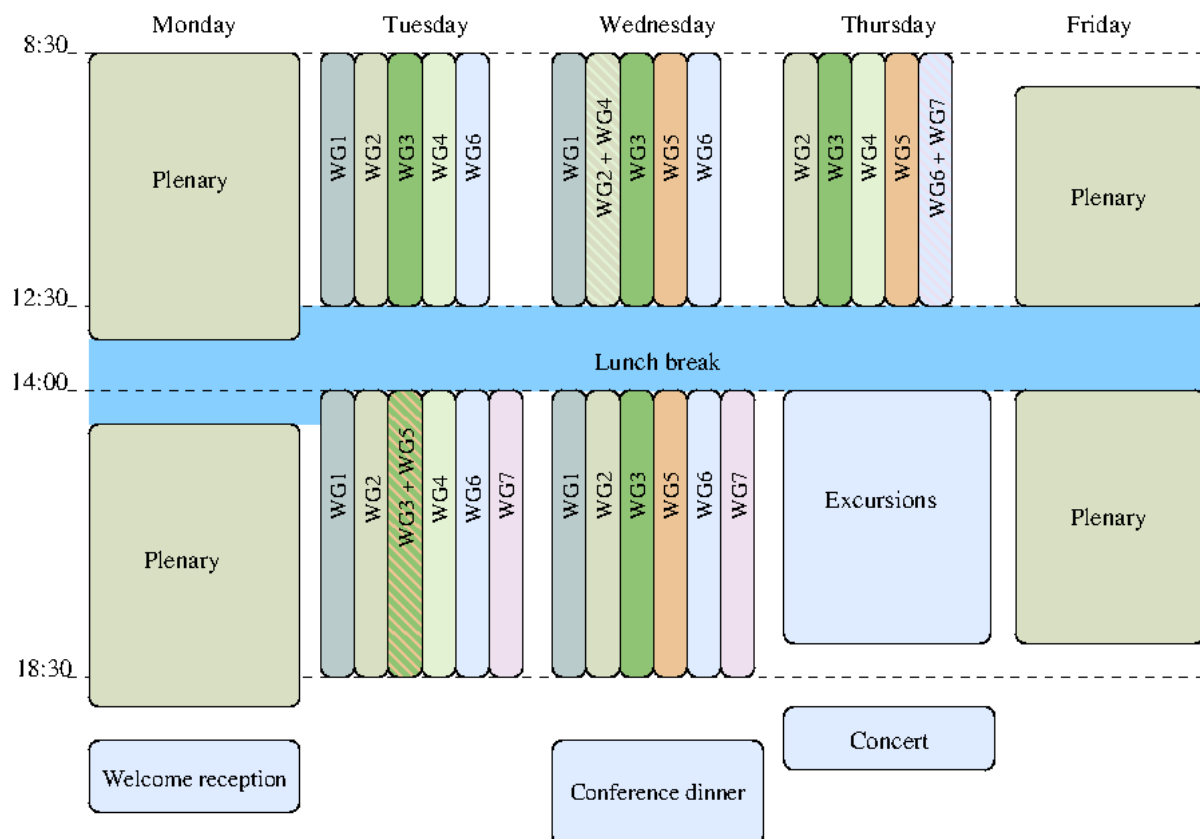 Monday
Tuesday
Wednesday
Thursday
Friday
8:30
Plenary
WG1
WG2
WG3
WG4
WG6
WG1
WG2 + WG4
WG3
WG5
WG6
WG2
WG3
WG4
WG5
WG6 + WG7
Plenary
12:30
Lunch break
14:00
Plenary
WG1
WG2
WG3 + WG5
WG4
WG6
WG7
WG1
WG2
WG3
WG5
WG6
WG7
Excursions
Plenary
18:30
Welcome reception
Conference dinner
Concert